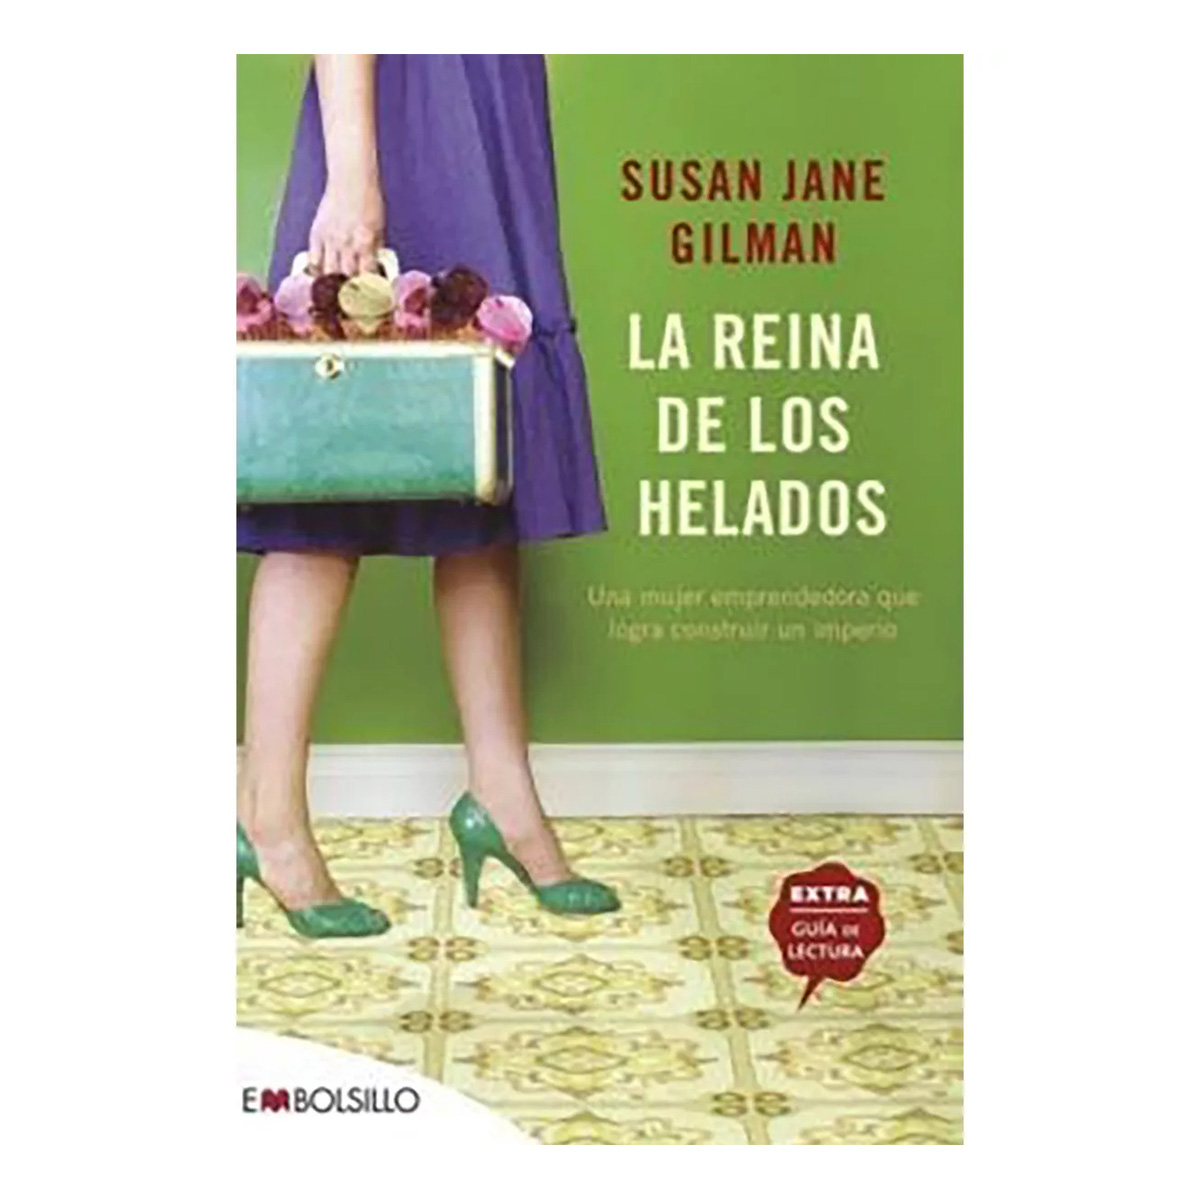 SUSAN JANE
GILMAN
LA REINA
DE LOS
HELADOS
Una mujer emprendedora que
logra construir un imperio
EXTRA
GUÍA DE
LECTURA
EMBOLSILLO